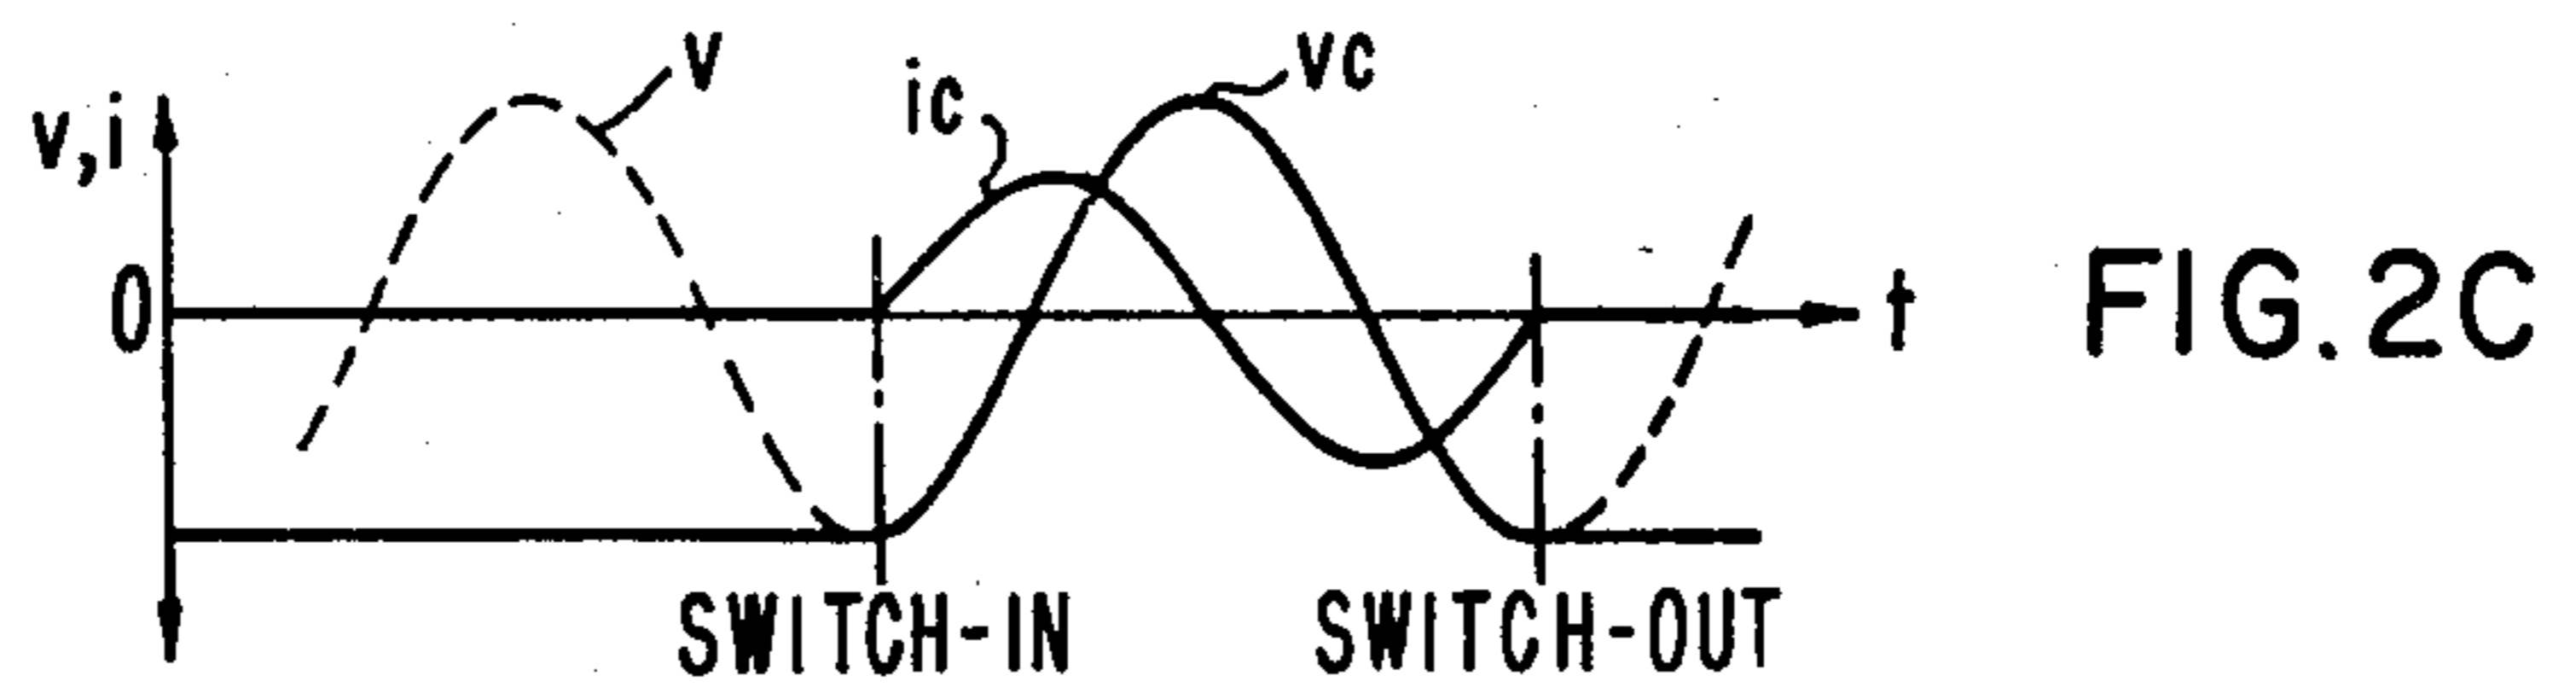 v,i
0
v
ic
vc
t
SWITCH-IN
SWITCH-OUT
FIG.2C